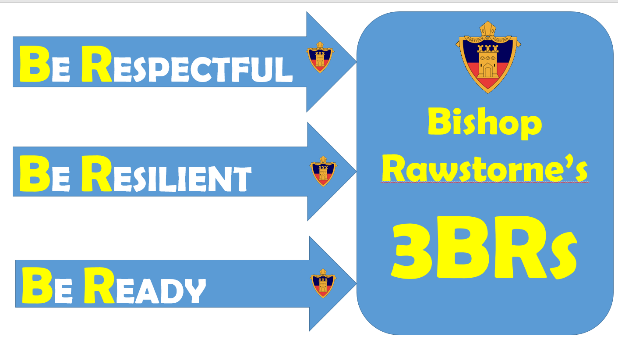 BE RESPECTFUL
BE RESILIENT
BE READY
Bishop
Rawstorne's
3BRs